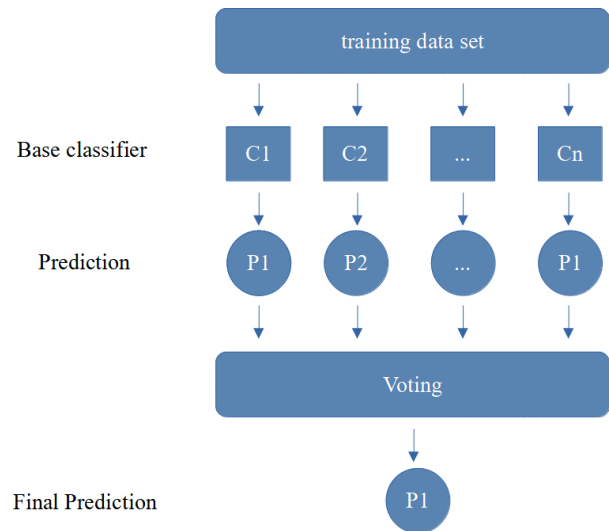 training data set
Base classifier C1 C2 ... Cn
Prediction P1 P2 ... P1
Voting
Final Prediction P1